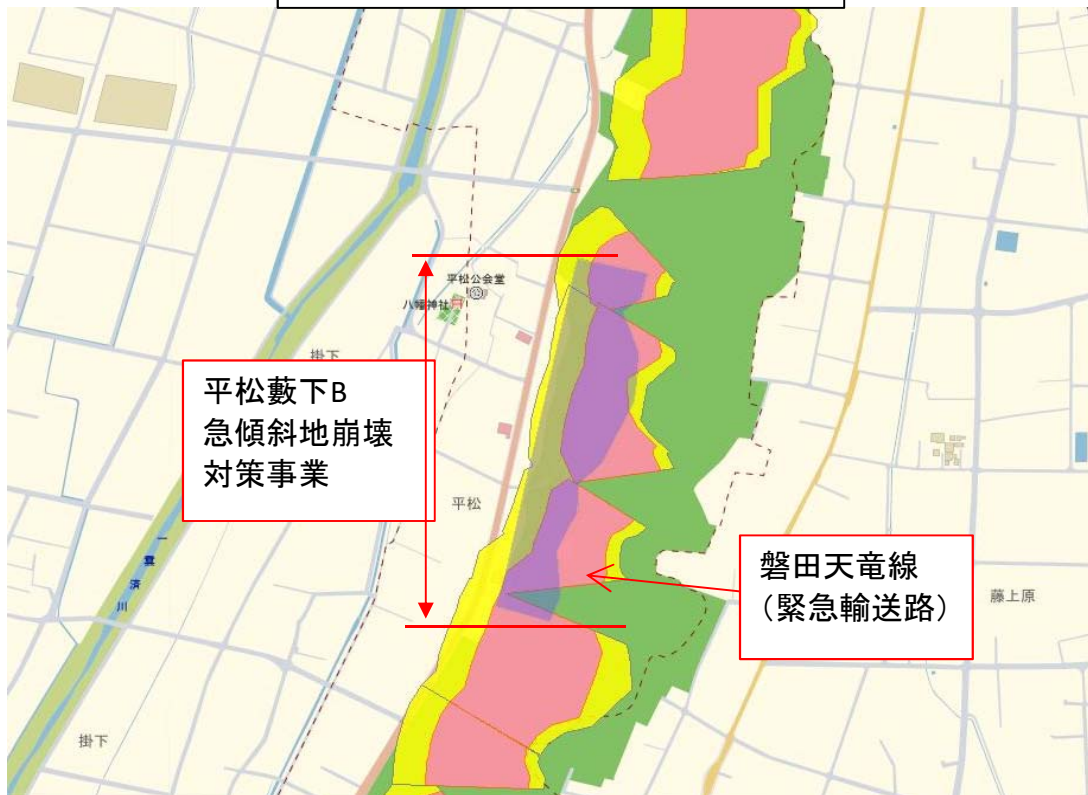 平松公会堂
八幡神社
掛下
平松藪下B
急傾斜地崩壊
対策事業
平松
一雲済川
磐田天竜線
（緊急輸送路）
藤上原
掛下